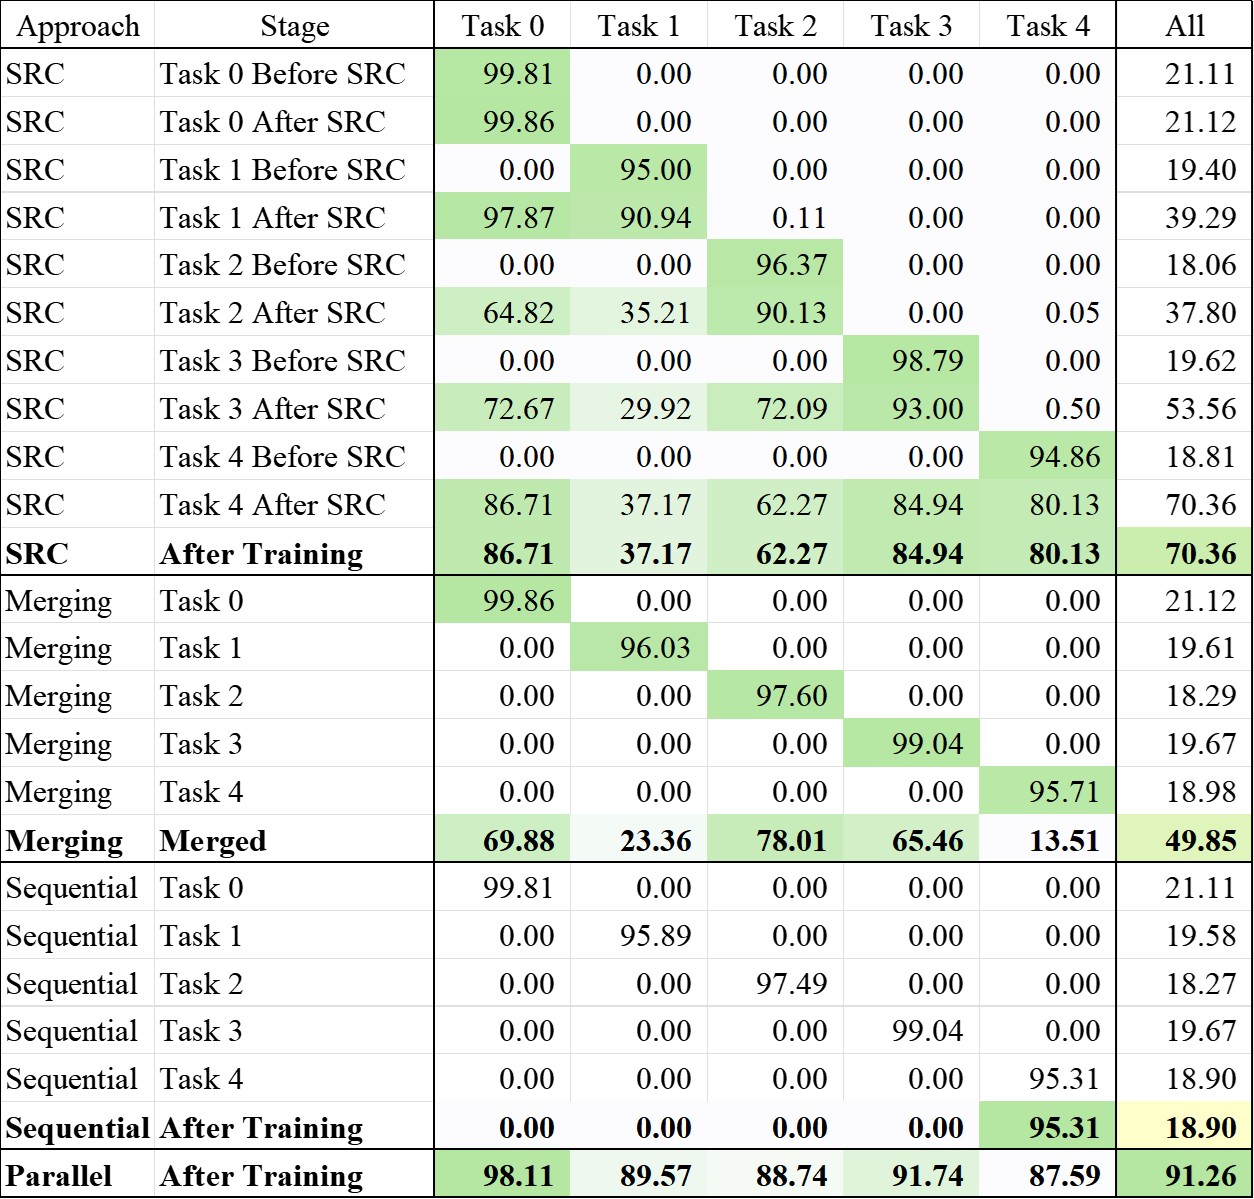 Approach Stage Task 0 Task 1 Task 2 Task 3 Task 4 All
SRC Task 0 Before SRC 99.81 0.00 0.00 0.00 0.00 21.11
SRC Task 0 After SRC 99.86 0.00 0.00 0.00 0.00 21.12
SRC Task 1 Before SRC 0.00 95.00 0.00 0.00 0.00 19.40
SRC Task 1 After SRC 97.87 90.94 0.11 0.00 0.00 39.29
SRC Task 2 Before SRC 0.00 0.00 96.37 0.00 0.00 18.06
SRC Task 2 After SRC 64.82 35.21 90.13 0.00 0.05 37.80
SRC Task 3 Before SRC 0.00 0.00 0.00 98.79 0.00 19.62
SRC Task 3 After SRC 72.67 29.92 72.09 93.00 0.50 53.56
SRC Task 4 Before SRC 0.00 0.00 0.00 0.00 94.86 18.81
SRC Task 4 After SRC 86.71 37.17 62.27 84.94 80.13 70.36
SRC After Training 86.71 37.17 62.27 84.94 80.13 70.36
Merging Task 0 99.86 0.00 0.00 0.00 0.00 21.12
Merging Task 1 0.00 96.03 0.00 0.00 0.00 19.61
Merging Task 2 0.00 0.00 97.60 0.00 0.00 18.29
Merging Task 3 0.00 0.00 0.00 99.04 0.00 19.67
Merging Task 4 0.00 0.00 0.00 0.00 95.71 18.98
Merging Merged 69.88 23.36 78.01 65.46 13.51 49.85
Sequential Task 0 99.81 0.00 0.00 0.00 0.00 21.11
Sequential Task 1 0.00 95.89 0.00 0.00 0.00 19.58
Sequential Task 2 0.00 0.00 97.49 0.00 0.00 18.27
Sequential Task 3 0.00 0.00 0.00 99.04 0.00 19.67
Sequential Task 4 0.00 0.00 0.00 0.00 95.31 18.90
Sequential After Training 0.00 0.00 0.00 0.00 95.31 18.90
Parallel After Training 98.11 89.57 88.74 91.74 87.59 91.26